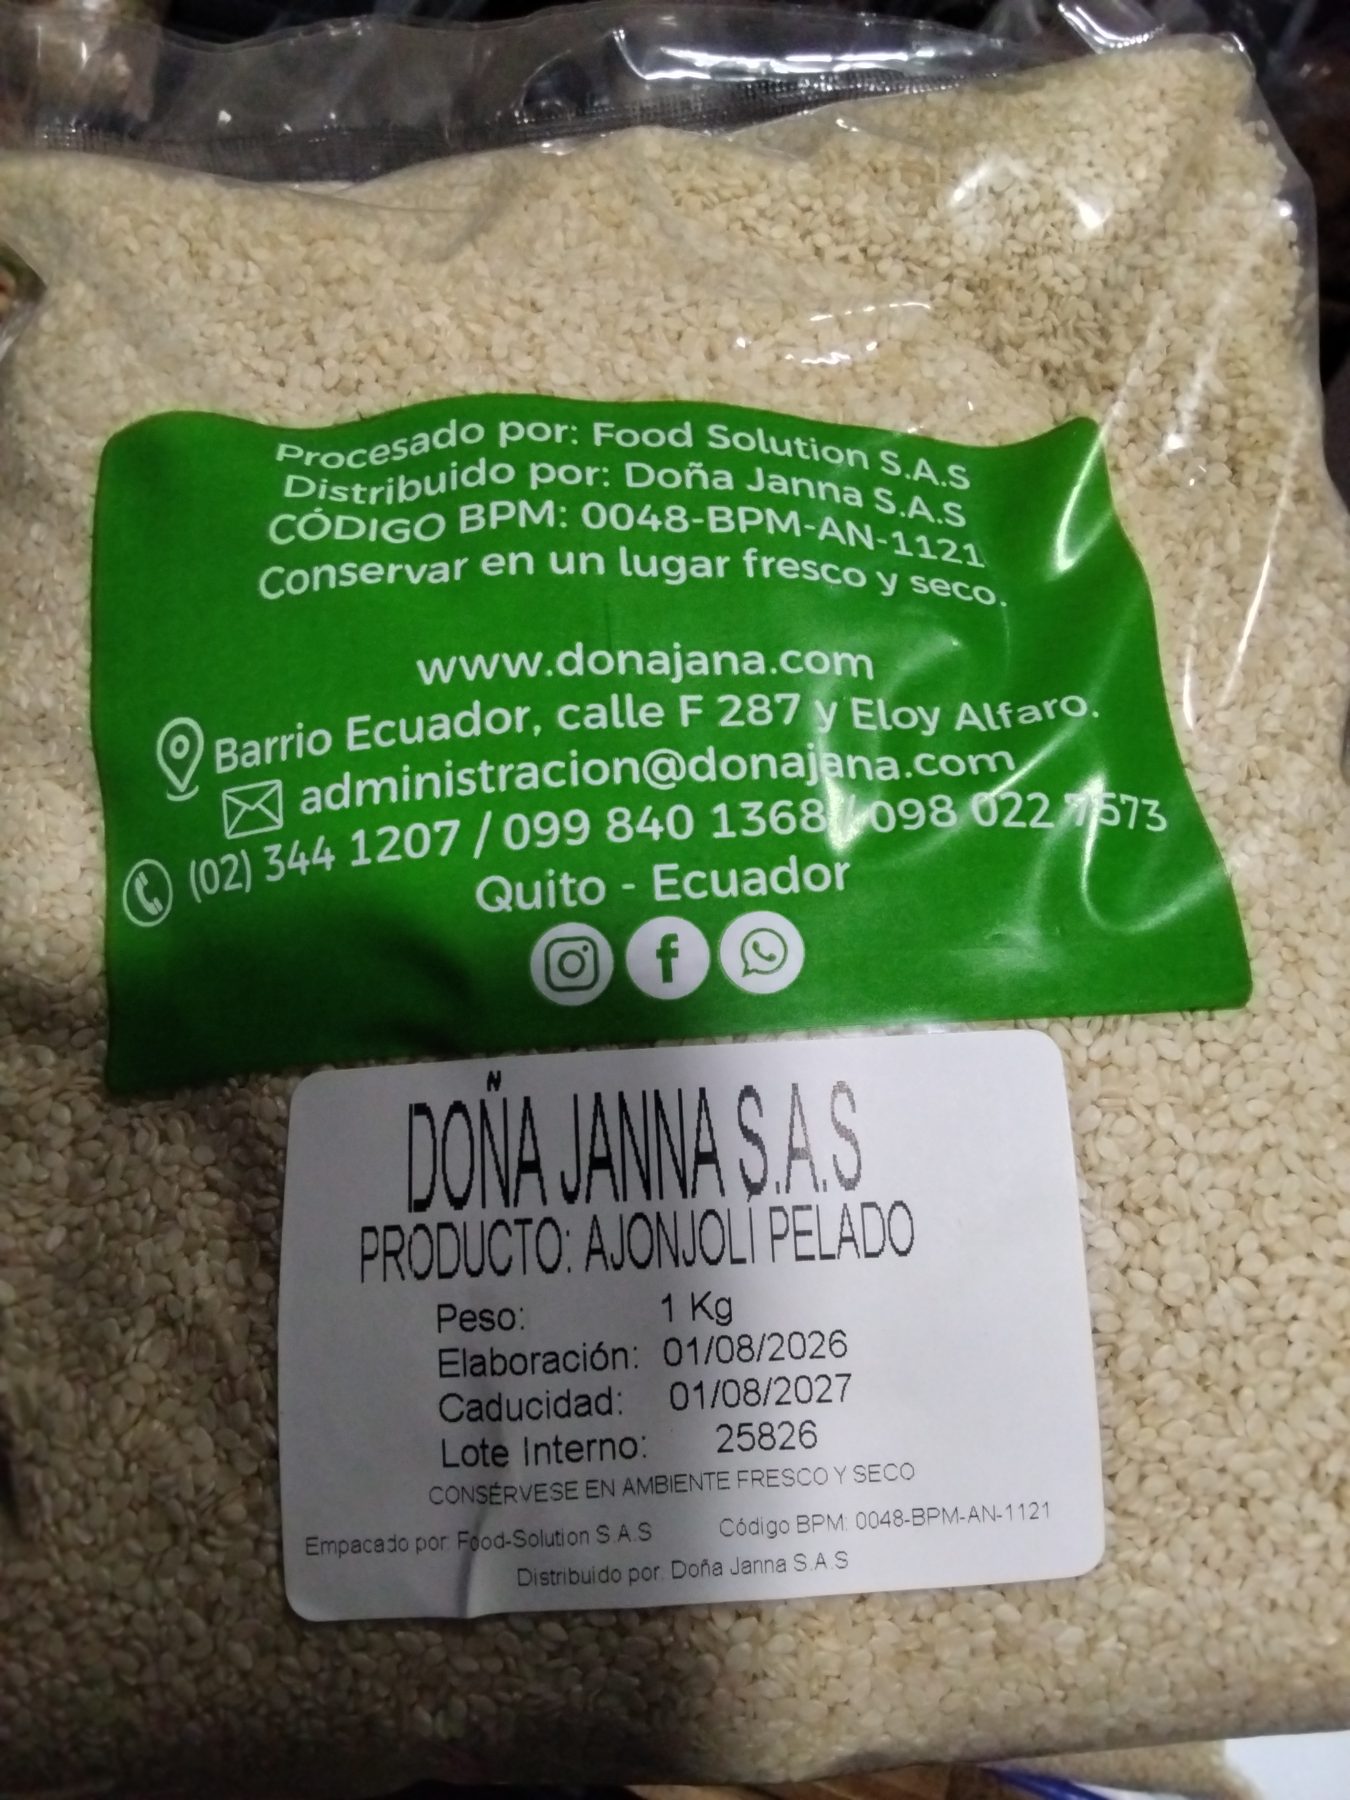 Procesado por: Food Solution S.A.S
Distribuido por: Doña Janna S.A.S
CÓDIGO BPM: 0048-BPM-AN-1121
Conservar en un lugar fresco y seco.
www.donajana.com
Barrio Ecuador, calle F 287 y Eloy Alfaro.
administracion@donajana.com
(02) 344 1207 / 099 840 1368 / 098 022 7573
Quito - Ecuador
DOÑA JANNA S.A.S
PRODUCTO: AJONJOLÍ PELADO
Peso: 1 Kg
Elaboración: 01/08/2026
Caducidad: 01/08/2027
Lote Interno: 25826
CONSÉRVESE EN AMBIENTE FRESCO Y SECO
Empacado por: Food-Solution S.A.S Código BPM: 0048-BPM-AN-1121
Distribuido por: Doña Janna S.A.S